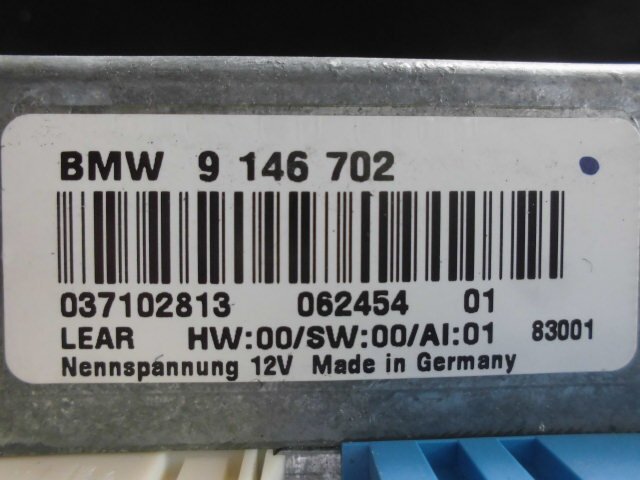 BMW 9 146 702
037102813 062454 01
LEAR HW:00/SW:00/AI:01 83001
Nennspannung 12V Made in Germany